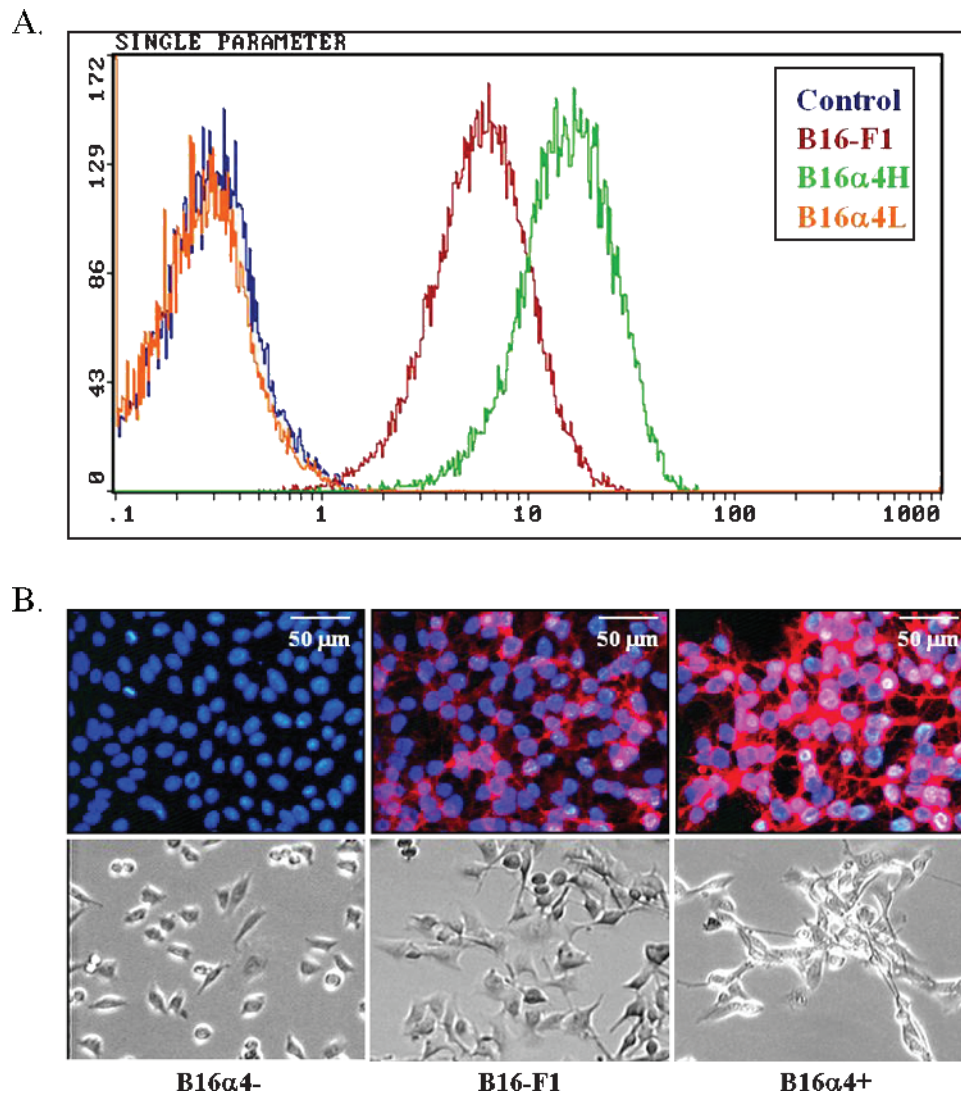 A.
SINGLE PARAMETER
172
129
86
43
0
Control
B16-F1
B16α4H
B16α4L
.1 1 10 100 1000
B.
50 μm 50 μm 50 μm
B16α4- B16-F1 B16α4+